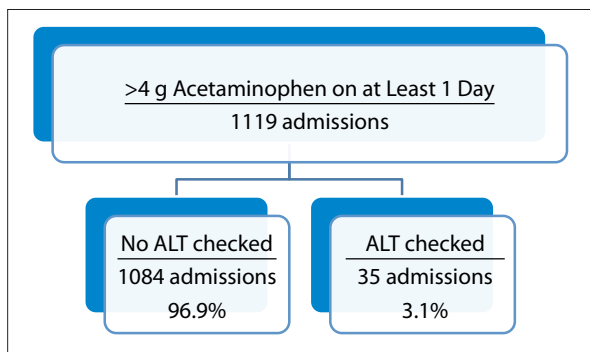 >4 g Acetaminophen on at Least 1 Day
1119 admissions
No ALT checked
1084 admissions
96.9%
ALT checked
35 admissions
3.1%